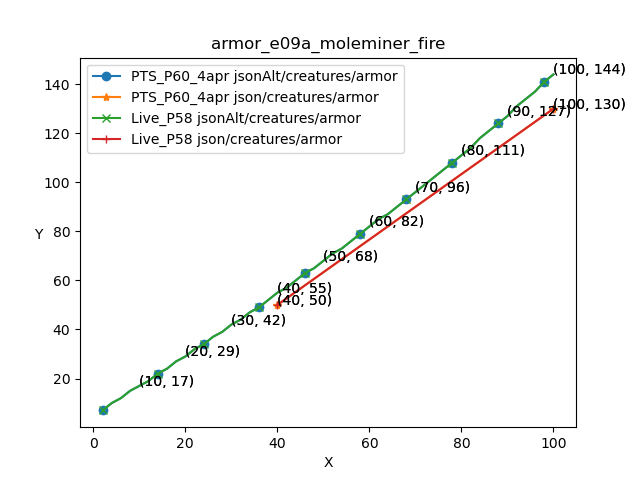 armor_e09a_moleminer_fire
PTS_P60_4apr jsonAlt/creatures/armor
PTS_P60_4apr json/creatures/armor
Live_P58 jsonAlt/creatures/armor
Live_P58 json/creatures/armor
(100, 144)
(100, 130)
(90, 127)
(80, 111)
(70, 96)
(60, 82)
(50, 68)
(40, 55)
(40, 50)
(30, 42)
(20, 29)
(10, 17)
140
120
100
80
60
40
20
Y
0 20 40 60 80 100
X